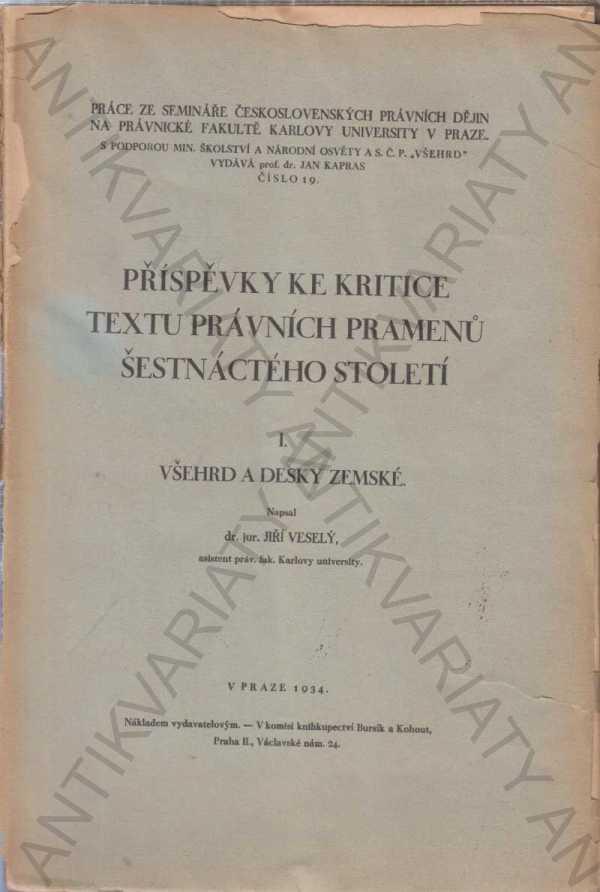 PRÁCE ZE SEMINÁŘE ČESKOSLOVENSKÝCH PRÁVNÍCH DĚJIN
NA PRÁVNICKÉ FAKULTĚ KARLOVY UNIVERSITY V PRAZE.
S PODPOROU MIN. ŠKOLSTVÍ A NÁRODNÍ OSVĚTY A S. Č. P. „VŠEHRD"
VYDÁVÁ prof. dr. JAN KAPRAS
ČÍSLO 19.
PŘÍSPĚVKY KE KRITICE
TEXTU PRÁVNÍCH PRAMENŮ
ŠESTNÁCTÉHO STOLETÍ
I.
VŠEHRD A DESKY ZEMSKÉ.
Napsal
dr. jur. JIŘÍ VESELÝ,
asistent práv. fak. Karlovy university.
V PRAZE 1934.
Nákladem vydavatelovým. — V komisi knihkupectví Bursík a Kohout,
Praha II., Václavské nám. 24.
ANTIKVARIATY ANTIKVARIATY ANTIKVARIATY